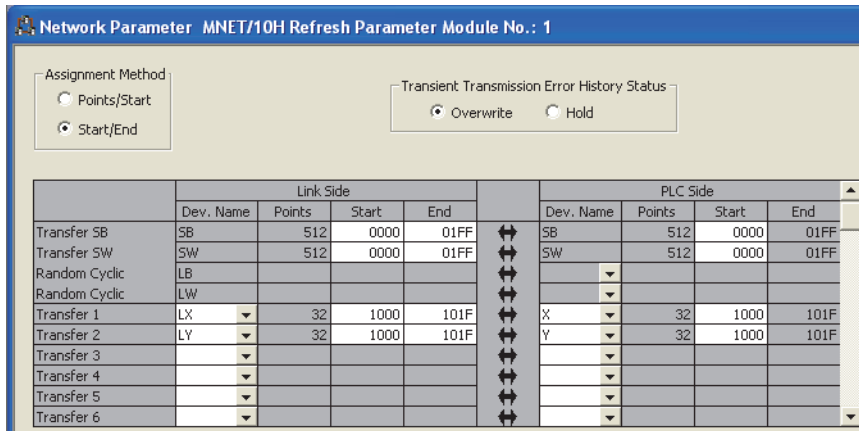 Network Parameter MNET/10H Refresh Parameter Module No.: 1
Assignment Method
Points/Start
Start/End
Transient Transmission Error History Status
Overwrite Hold
Link Side PLC Side
Dev. Name Points Start End Dev. Name Points Start End
Transfer SB SB 512 0000 01FF SB 512 0000 01FF
Transfer SW SW 512 0000 01FF SW 512 0000 01FF
Random Cyclic LB
Random Cyclic LW
Transfer 1 LX 32 1000 101F X 32 1000 101F
Transfer 2 LY 32 1000 101F Y 32 1000 101F
Transfer 3
Transfer 4
Transfer 5
Transfer 6